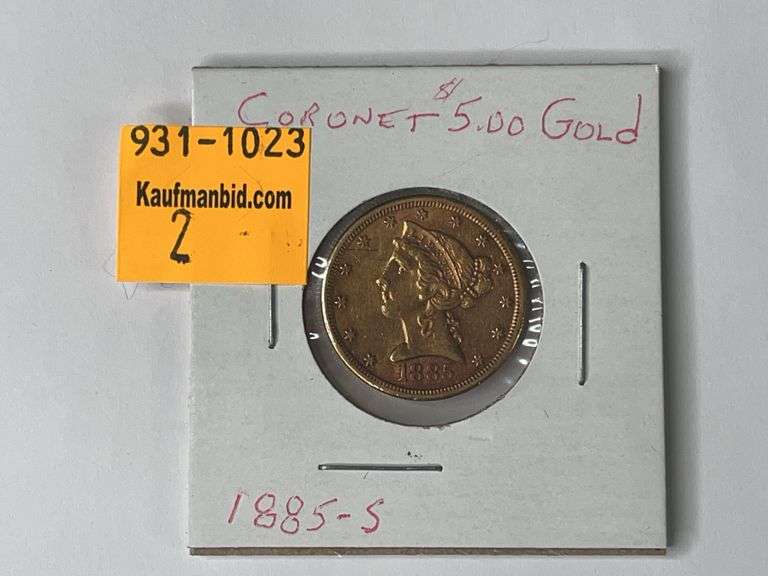 CORONET $5.00 GOLD
931-1023
Kaufmanbid.com
2
1885
1885-S